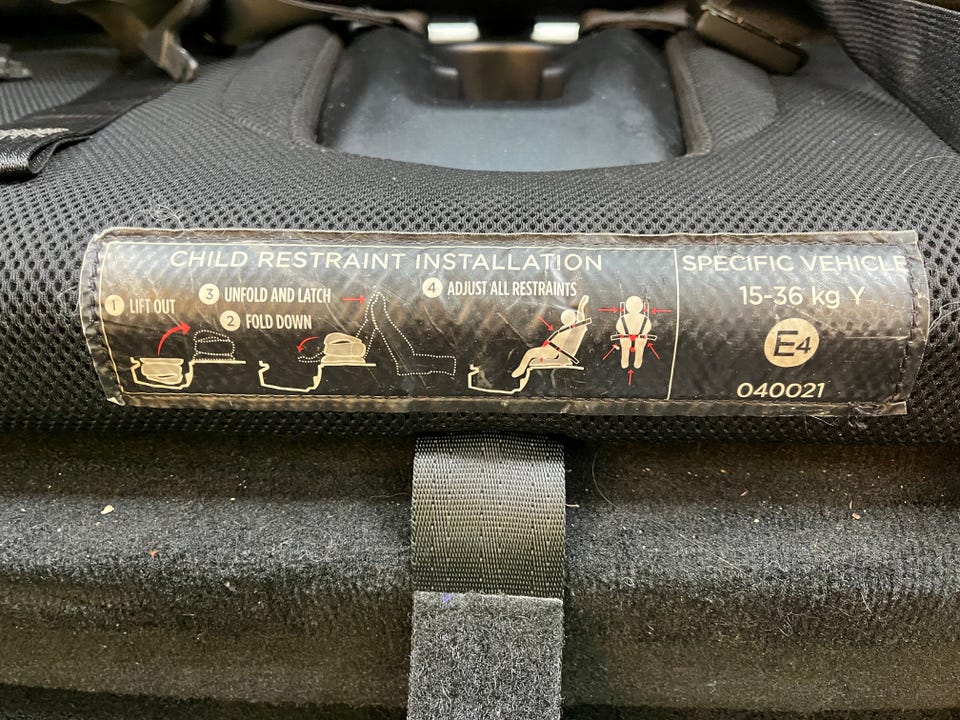 CHILD RESTRAINT INSTALLATION
1 LIFT OUT
3 UNFOLD AND LATCH
2 FOLD DOWN
4 ADJUST ALL RESTRAINTS
SPECIFIC VEHICLE
15-36 kg Y
E4
040021